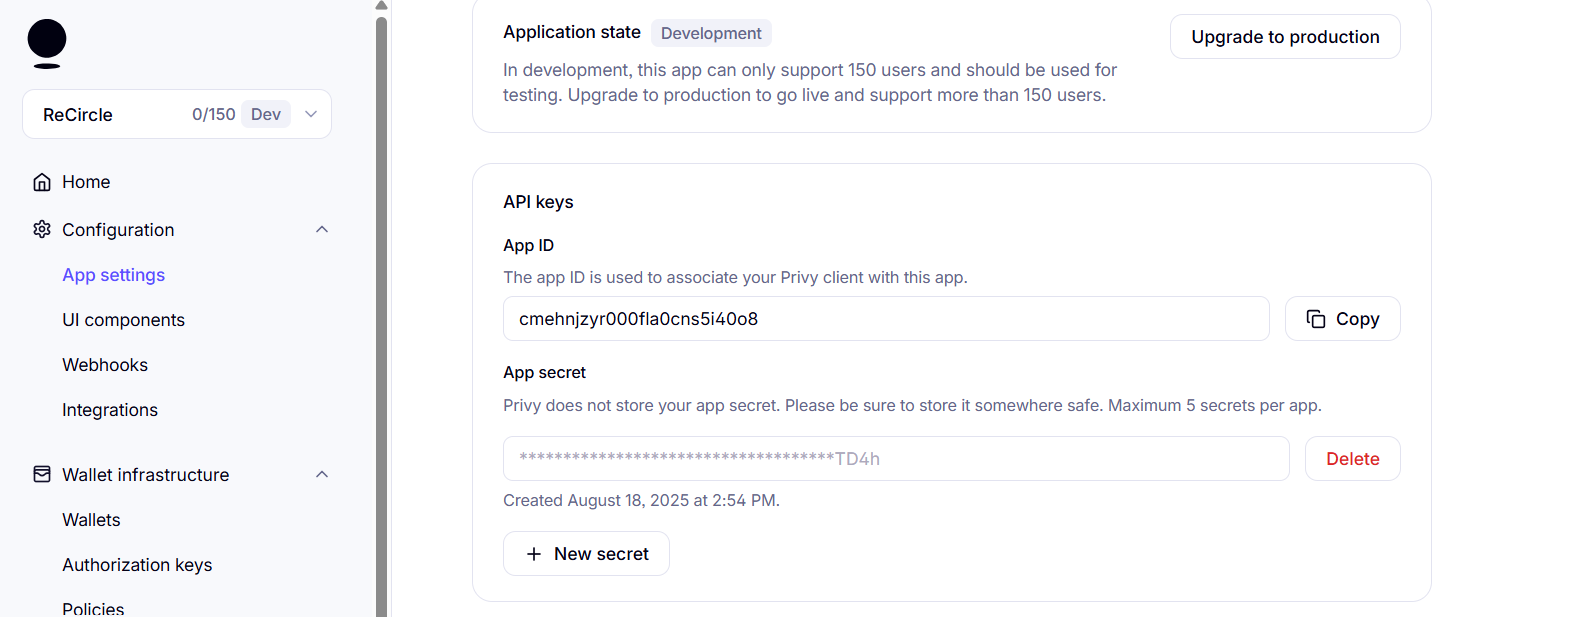 ReCircle 0/150 Dev
Home
Configuration
App settings
UI components
Webhooks
Integrations
Wallet infrastructure
Wallets
Authorization keys
Policies
Application state Development
Upgrade to production
In development, this app can only support 150 users and should be used for
testing. Upgrade to production to go live and support more than 150 users.
API keys
App ID
The app ID is used to associate your Privy client with this app.
cmehnjzyr000fla0cns5i40o8
Copy
App secret
Privy does not store your app secret. Please be sure to store it somewhere safe. Maximum 5 secrets per app.
************************************TD4h
Delete
Created August 18, 2025 at 2:54 PM.
+ New secret